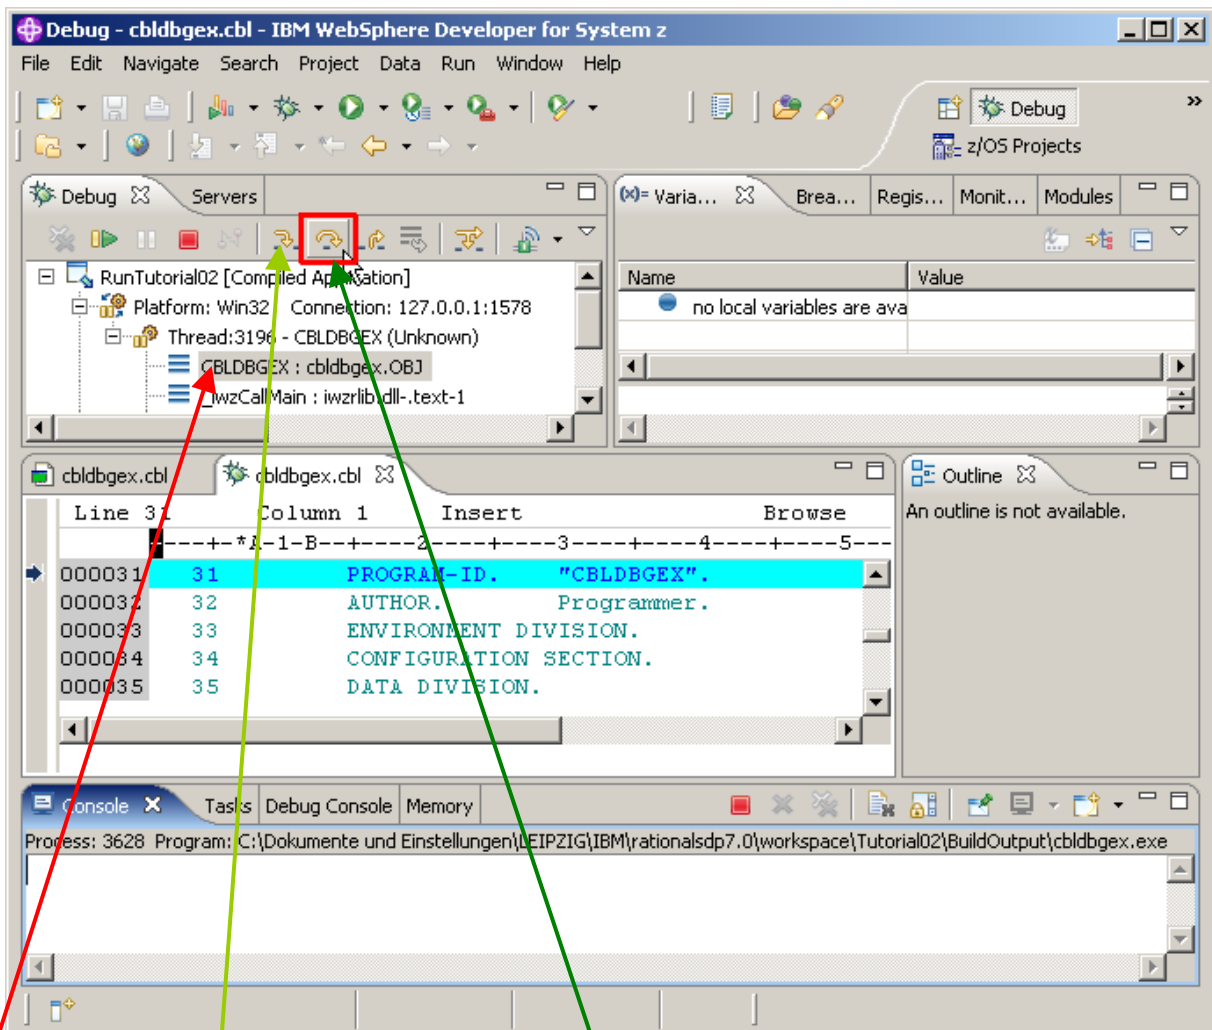 Debug - cbldbgex.cbl - IBM WebSphere Developer for System z
File Edit Navigate Search Project Data Run Window Help
Debug
z/OS Projects
Debug Servers
(x)= Varia... Brea... Regis... Monit... Modules
RunTutorial02 [Compiled Application]
Platform: Win32 Connection: 127.0.0.1:1578
Thread:3196 - CBLDBGEX (Unknown)
CBLDBGEX : cbldbgex.OBJ
_iwzCallMain : iwzrlib.dll-.text-1
Name Value
no local variables are ava
cbldbgex.cbl cbldbgex.cbl
Line 31 Column 1 Insert Browse
----+-*A-1-B--+----2----+----3----+----4----+----5---
000031 31 PROGRAM-ID. "CBLDBGEX".
000032 32 AUTHOR. Programmer.
000033 33 ENVIRONMENT DIVISION.
000034 34 CONFIGURATION SECTION.
000035 35 DATA DIVISION.
Outline
An outline is not available.
Console Tasks Debug Console Memory
Process: 3628 Program: C:\Dokumente und Einstellungen\LEIPZIG\IBM\rationalsdp7.0\workspace\Tutorial02\BuildOutput\cbldbgex.exe